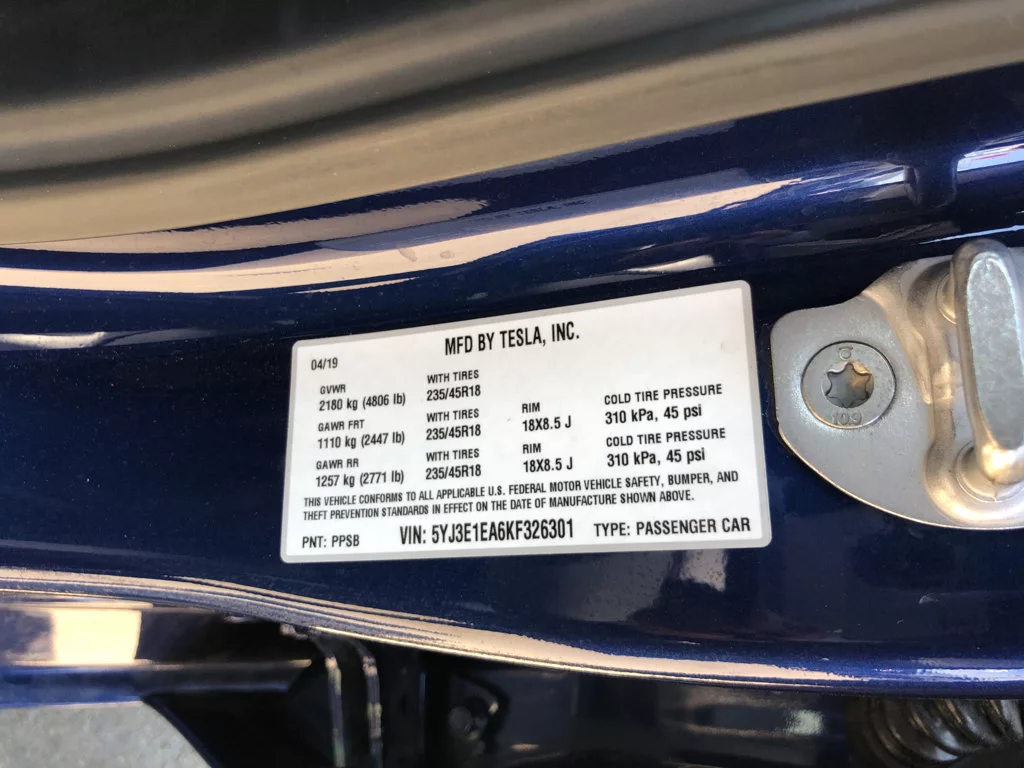 MFD BY TESLA, INC.
04/19
GVWR WITH TIRES
2180 kg (4806 lb) 235/45R18
GAWR FRT WITH TIRES RIM COLD TIRE PRESSURE
1110 kg (2447 lb) 235/45R18 18X8.5 J 310 kPa, 45 psi
GAWR RR WITH TIRES RIM COLD TIRE PRESSURE
1257 kg (2771 lb) 235/45R18 18X8.5 J 310 kPa, 45 psi
THIS VEHICLE CONFORMS TO ALL APPLICABLE U.S. FEDERAL MOTOR VEHICLE SAFETY, BUMPER, AND
THEFT PREVENTION STANDARDS IN EFFECT ON THE DATE OF MANUFACTURE SHOWN ABOVE.
PNT: PPSB VIN: 5YJ3E1EA6KF326301 TYPE: PASSENGER CAR
109